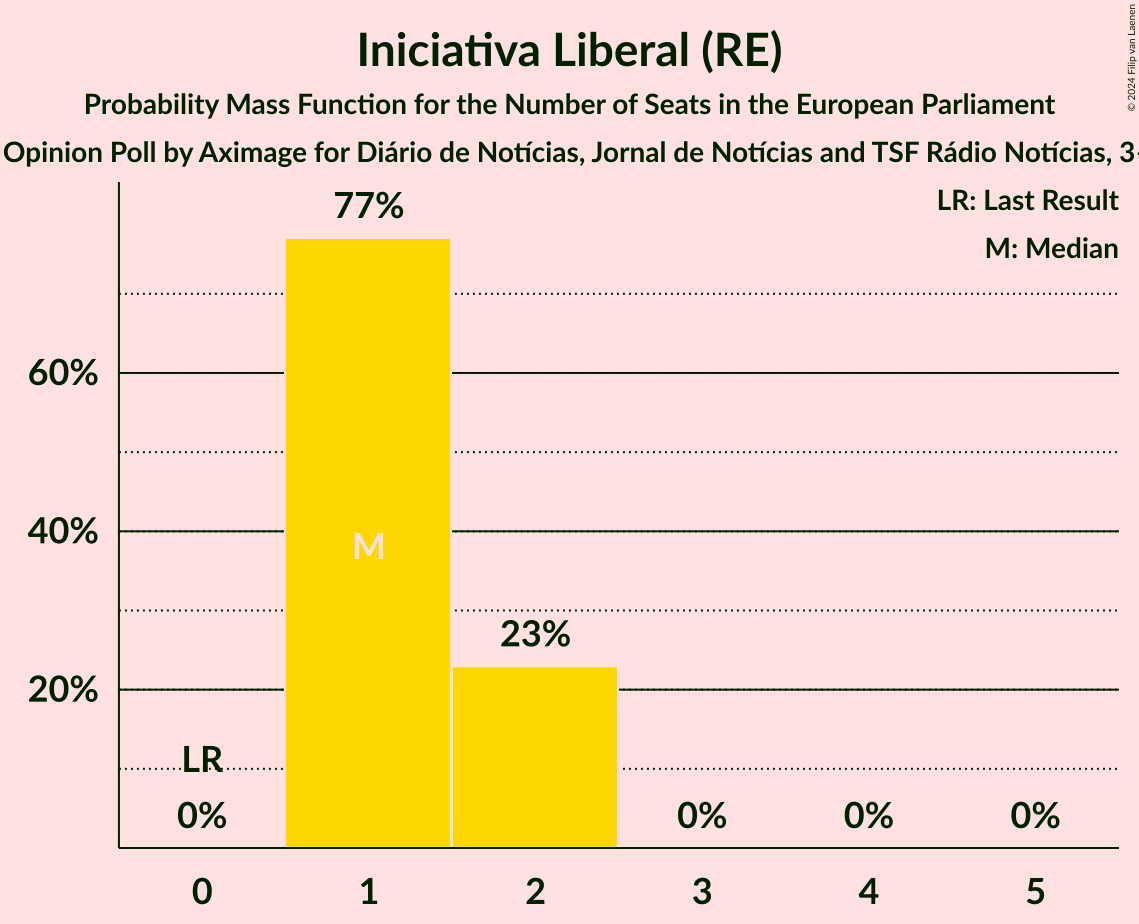 Iniciativa Liberal (RE)
Probability Mass Function for the Number of Seats in the European Parliament
Opinion Poll by Aximage for Diário de Notícias, Jornal de Notícias and TSF Rádio Notícias, 3-
© 2024 Filip van Laenen
LR: Last Result
M: Median
77%
60%
40%
M
23%
20%
LR
0%
0%
0%
0%
0 1 2 3 4 5